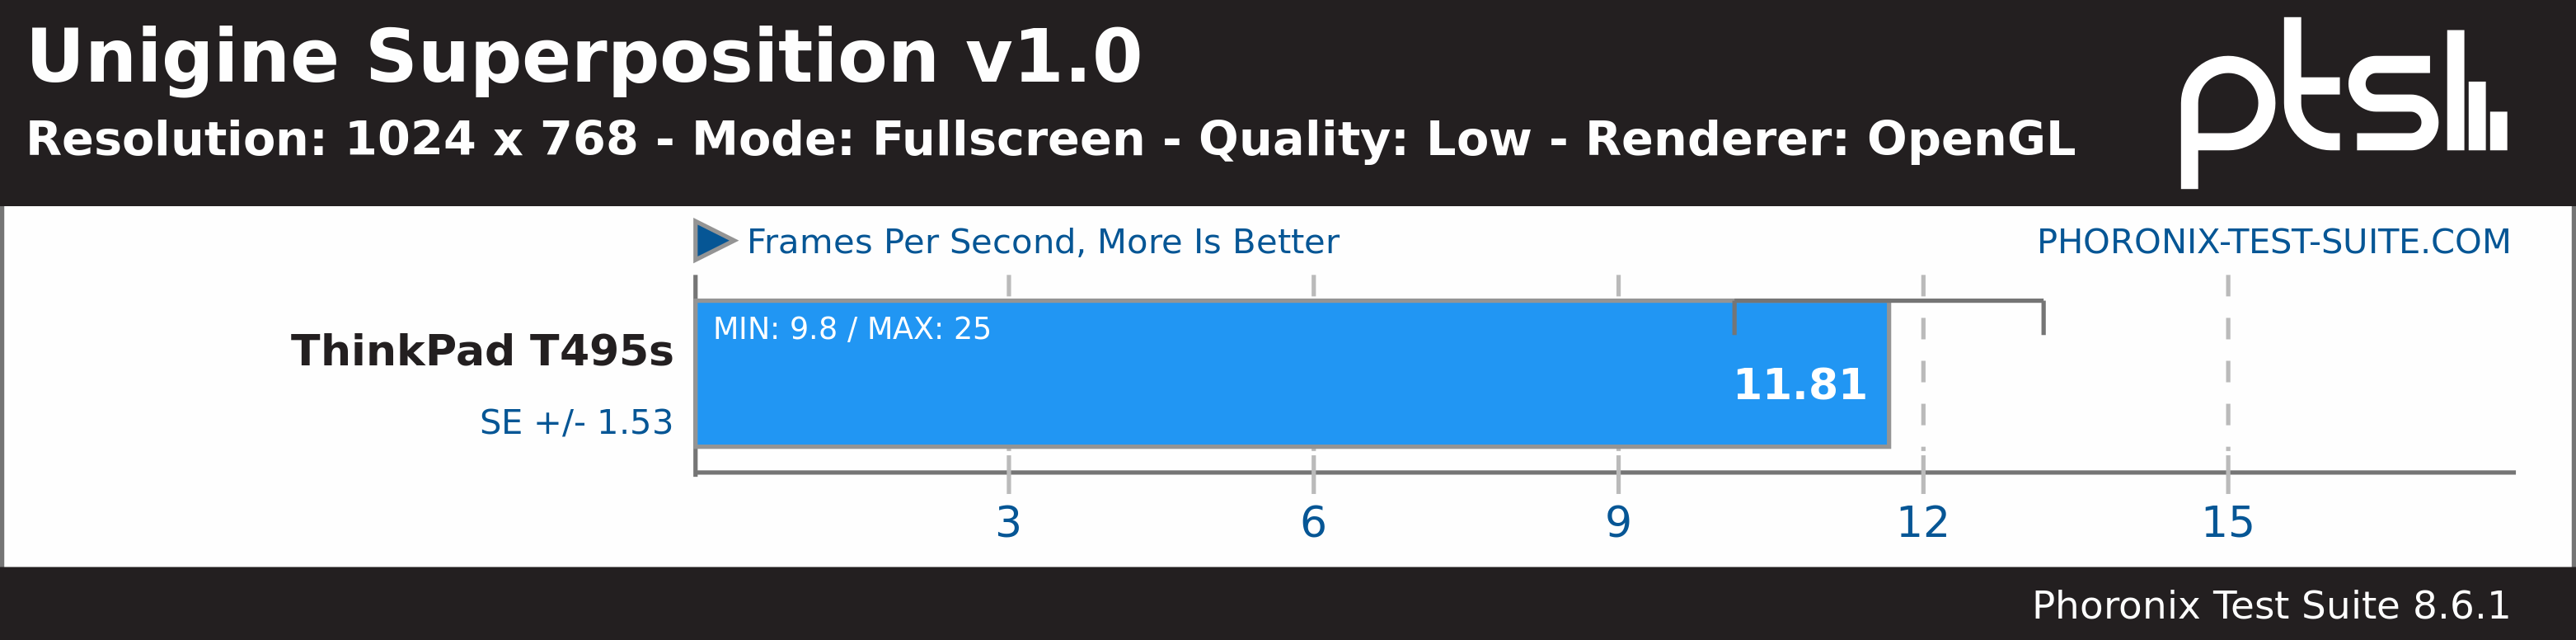 Unigine Superposition v1.0
Resolution: 1024 x 768 - Mode: Fullscreen - Quality: Low - Renderer: OpenGL
pts
Frames Per Second, More Is Better
PHORONIX-TEST-SUITE.COM
MIN: 9.8 / MAX: 25
ThinkPad T495s
11.81
SE +/- 1.53
3 6 9 12 15
Phoronix Test Suite 8.6.1